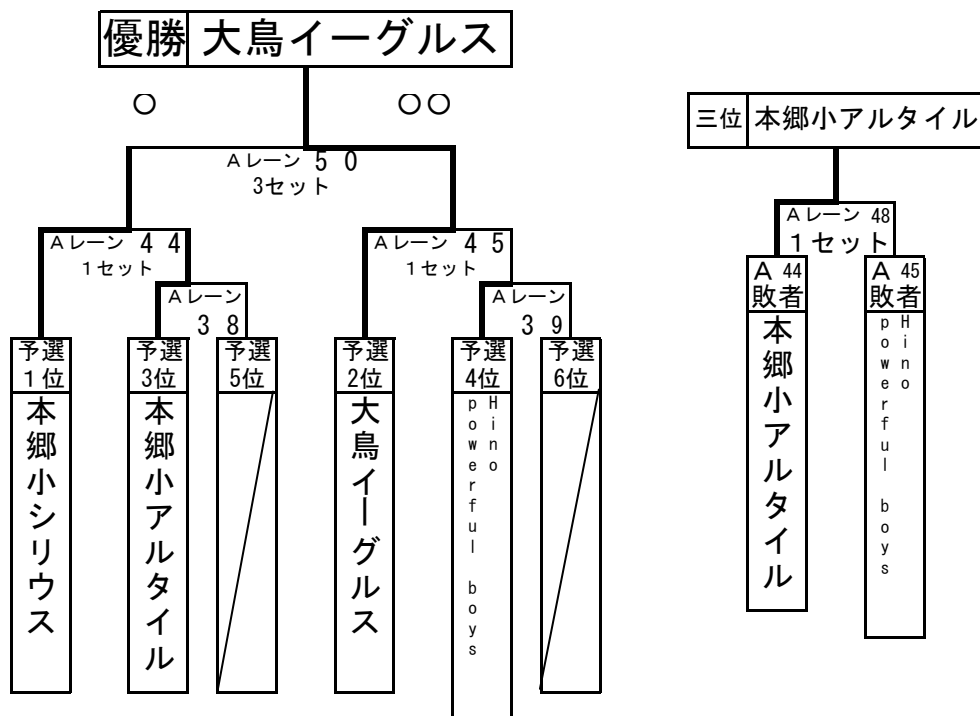 優勝 大鳥イーグルス
〇 〇〇
三位 本郷小アルタイル
Aレーン 50
3セット
Aレーン 44
1セット
Aレーン 45
1セット
Aレーン 48
1セット
Aレーン
38
Aレーン
39
A 44
敗者
本郷小アルタイル
A 45
敗者
Hino
powerful boys
予選
1位
本郷小シリウス
予選
3位
本郷小アルタイル
予選
5位
予選
2位
大鳥イーグルス
予選
4位
Hino
powerful boys
予選
6位